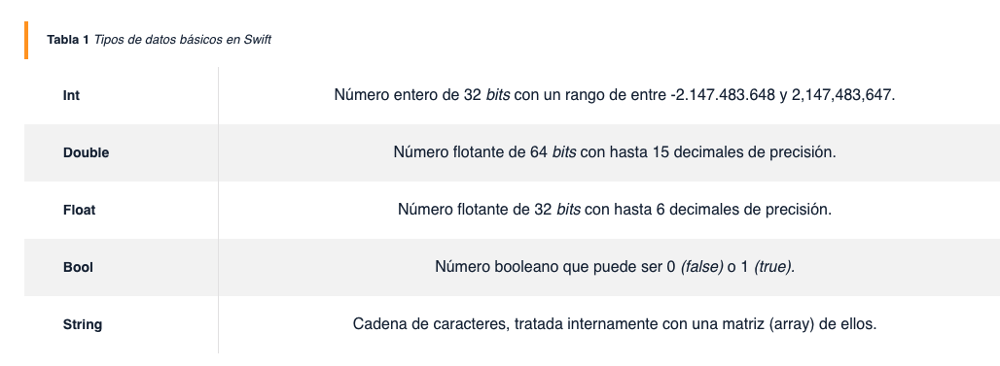 Tabla 1 Tipos de datos básicos en Swift
Int
Número entero de 32 bits con un rango de entre -2.147.483.648 y 2,147,483,647.
Double
Número flotante de 64 bits con hasta 15 decimales de precisión.
Float
Número flotante de 32 bits con hasta 6 decimales de precisión.
Bool
Número booleano que puede ser 0 (false) o 1 (true).
String
Cadena de caracteres, tratada internamente con una matriz (array) de ellos.